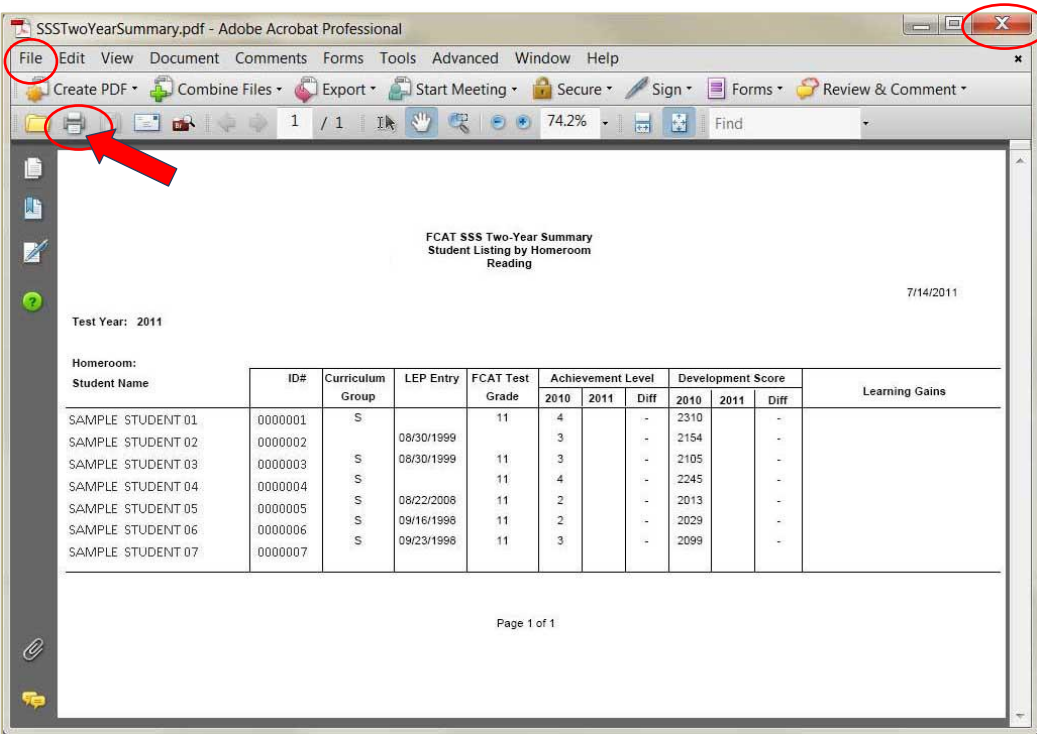 SSSTwoYearSummary.pdf - Adobe Acrobat Professional
File Edit View Document Comments Forms Tools Advanced Window Help
Create PDF Combine Files Export Start Meeting Secure Sign Forms Review & Comment
1 / 1 74.2% Find
FCAT SSS Two-Year Summary
Student Listing by Homeroom
Reading
7/14/2011
Test Year: 2011
Homeroom:
Student Name ID# Curriculum Group LEP Entry FCAT Test Grade Achievement Level Development Score Learning Gains
2010 2011 Diff 2010 2011 Diff
SAMPLE STUDENT 01 0000001 S 11 4 - 2310 -
SAMPLE STUDENT 02 0000002 08/30/1999 3 - 2154 -
SAMPLE STUDENT 03 0000003 S 08/30/1999 11 3 - 2105 -
SAMPLE STUDENT 04 0000004 S 11 4 - 2245 -
SAMPLE STUDENT 05 0000005 S 08/22/2008 11 2 - 2013 -
SAMPLE STUDENT 06 0000006 S 09/16/1998 11 2 - 2029 -
SAMPLE STUDENT 07 0000007 S 09/23/1998 11 3 - 2099 -
Page 1 of 1